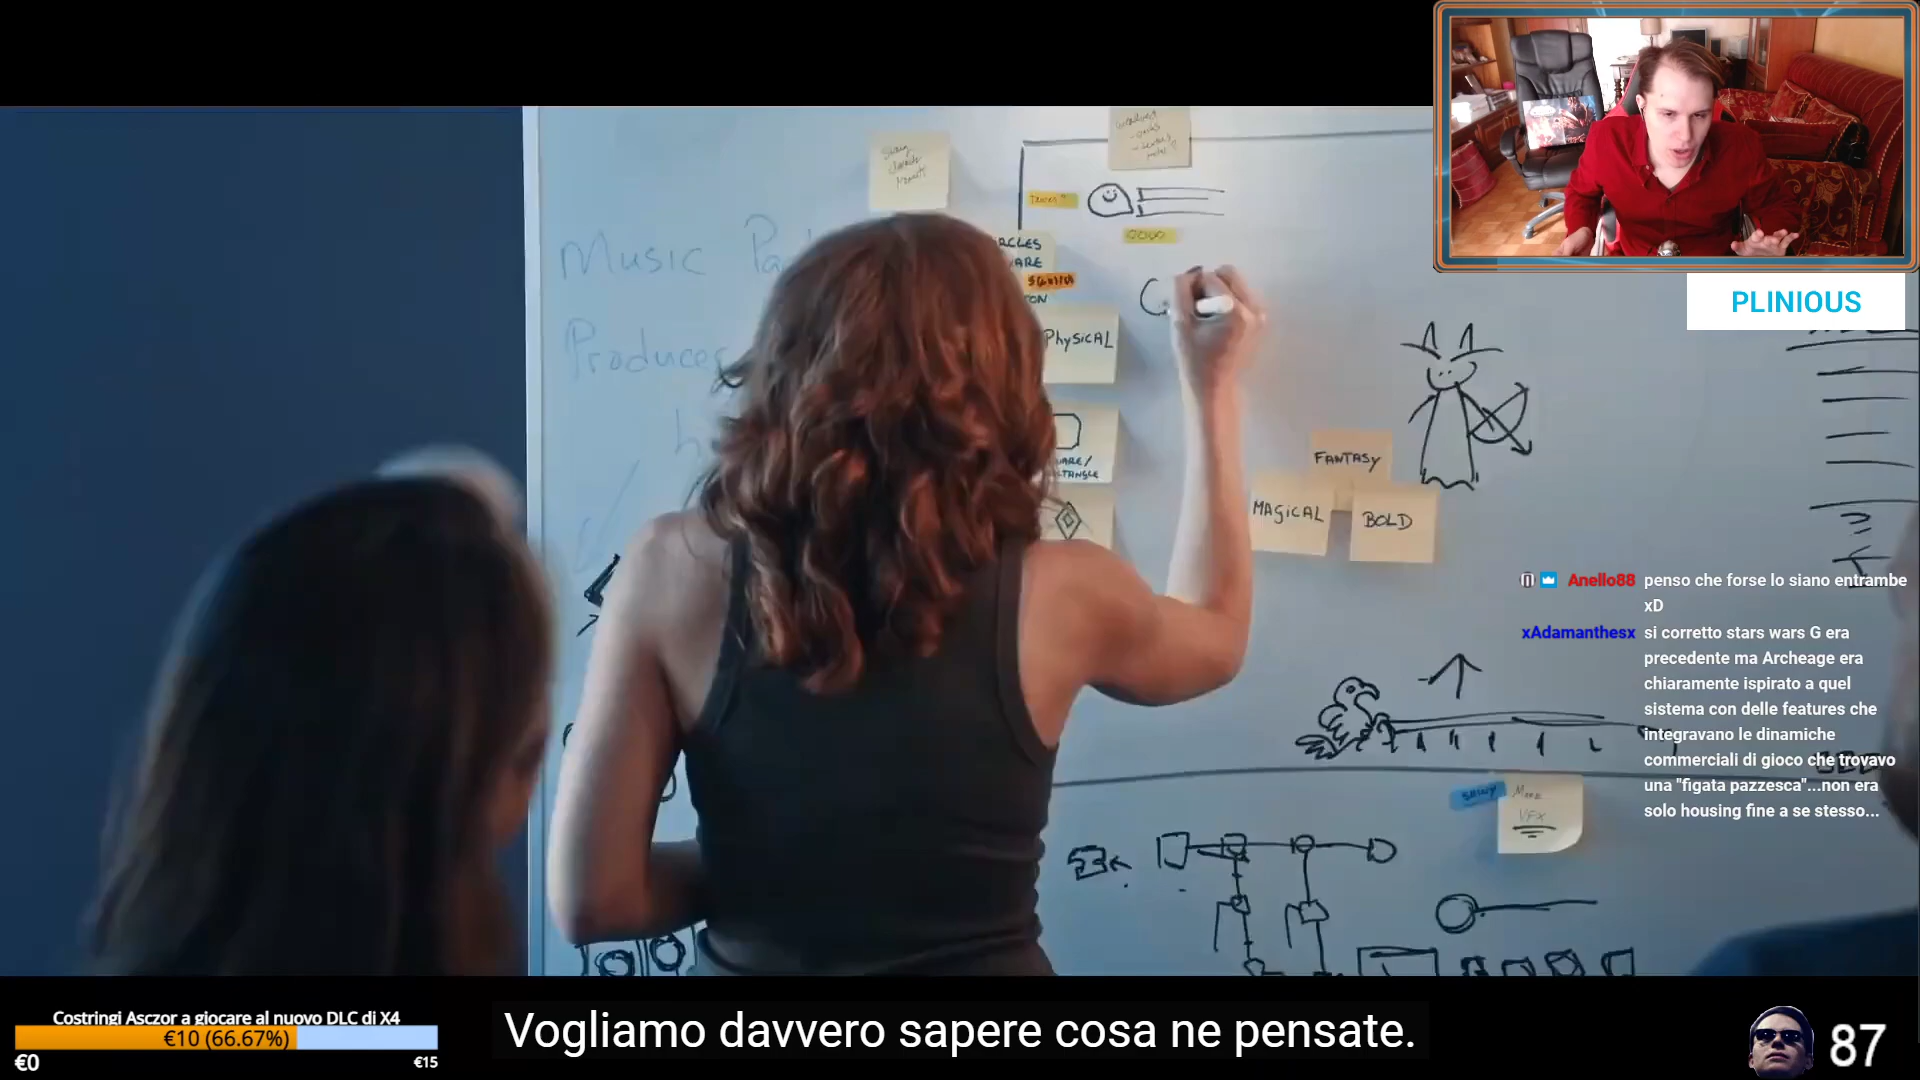 Music
Produces
Physical
FANTASY
MAGICAL
BOLD
More
VFX
PLINIOUS
Anello88 penso che forse lo siano entrambe
xD
xAdamanthesx si corretto stars wars G era
precedente ma Archeage era
chiaramente ispirato a quel
sistema con delle features che
integravano le dinamiche
commerciali di gioco che trovavo
una "figata pazzesca"...non era
solo housing fine a se stesso...
Costringi Asczor a giocare al nuovo DLC di X4
€10 (66.67%)
€0
€15
Vogliamo davvero sapere cosa ne pensate.
87